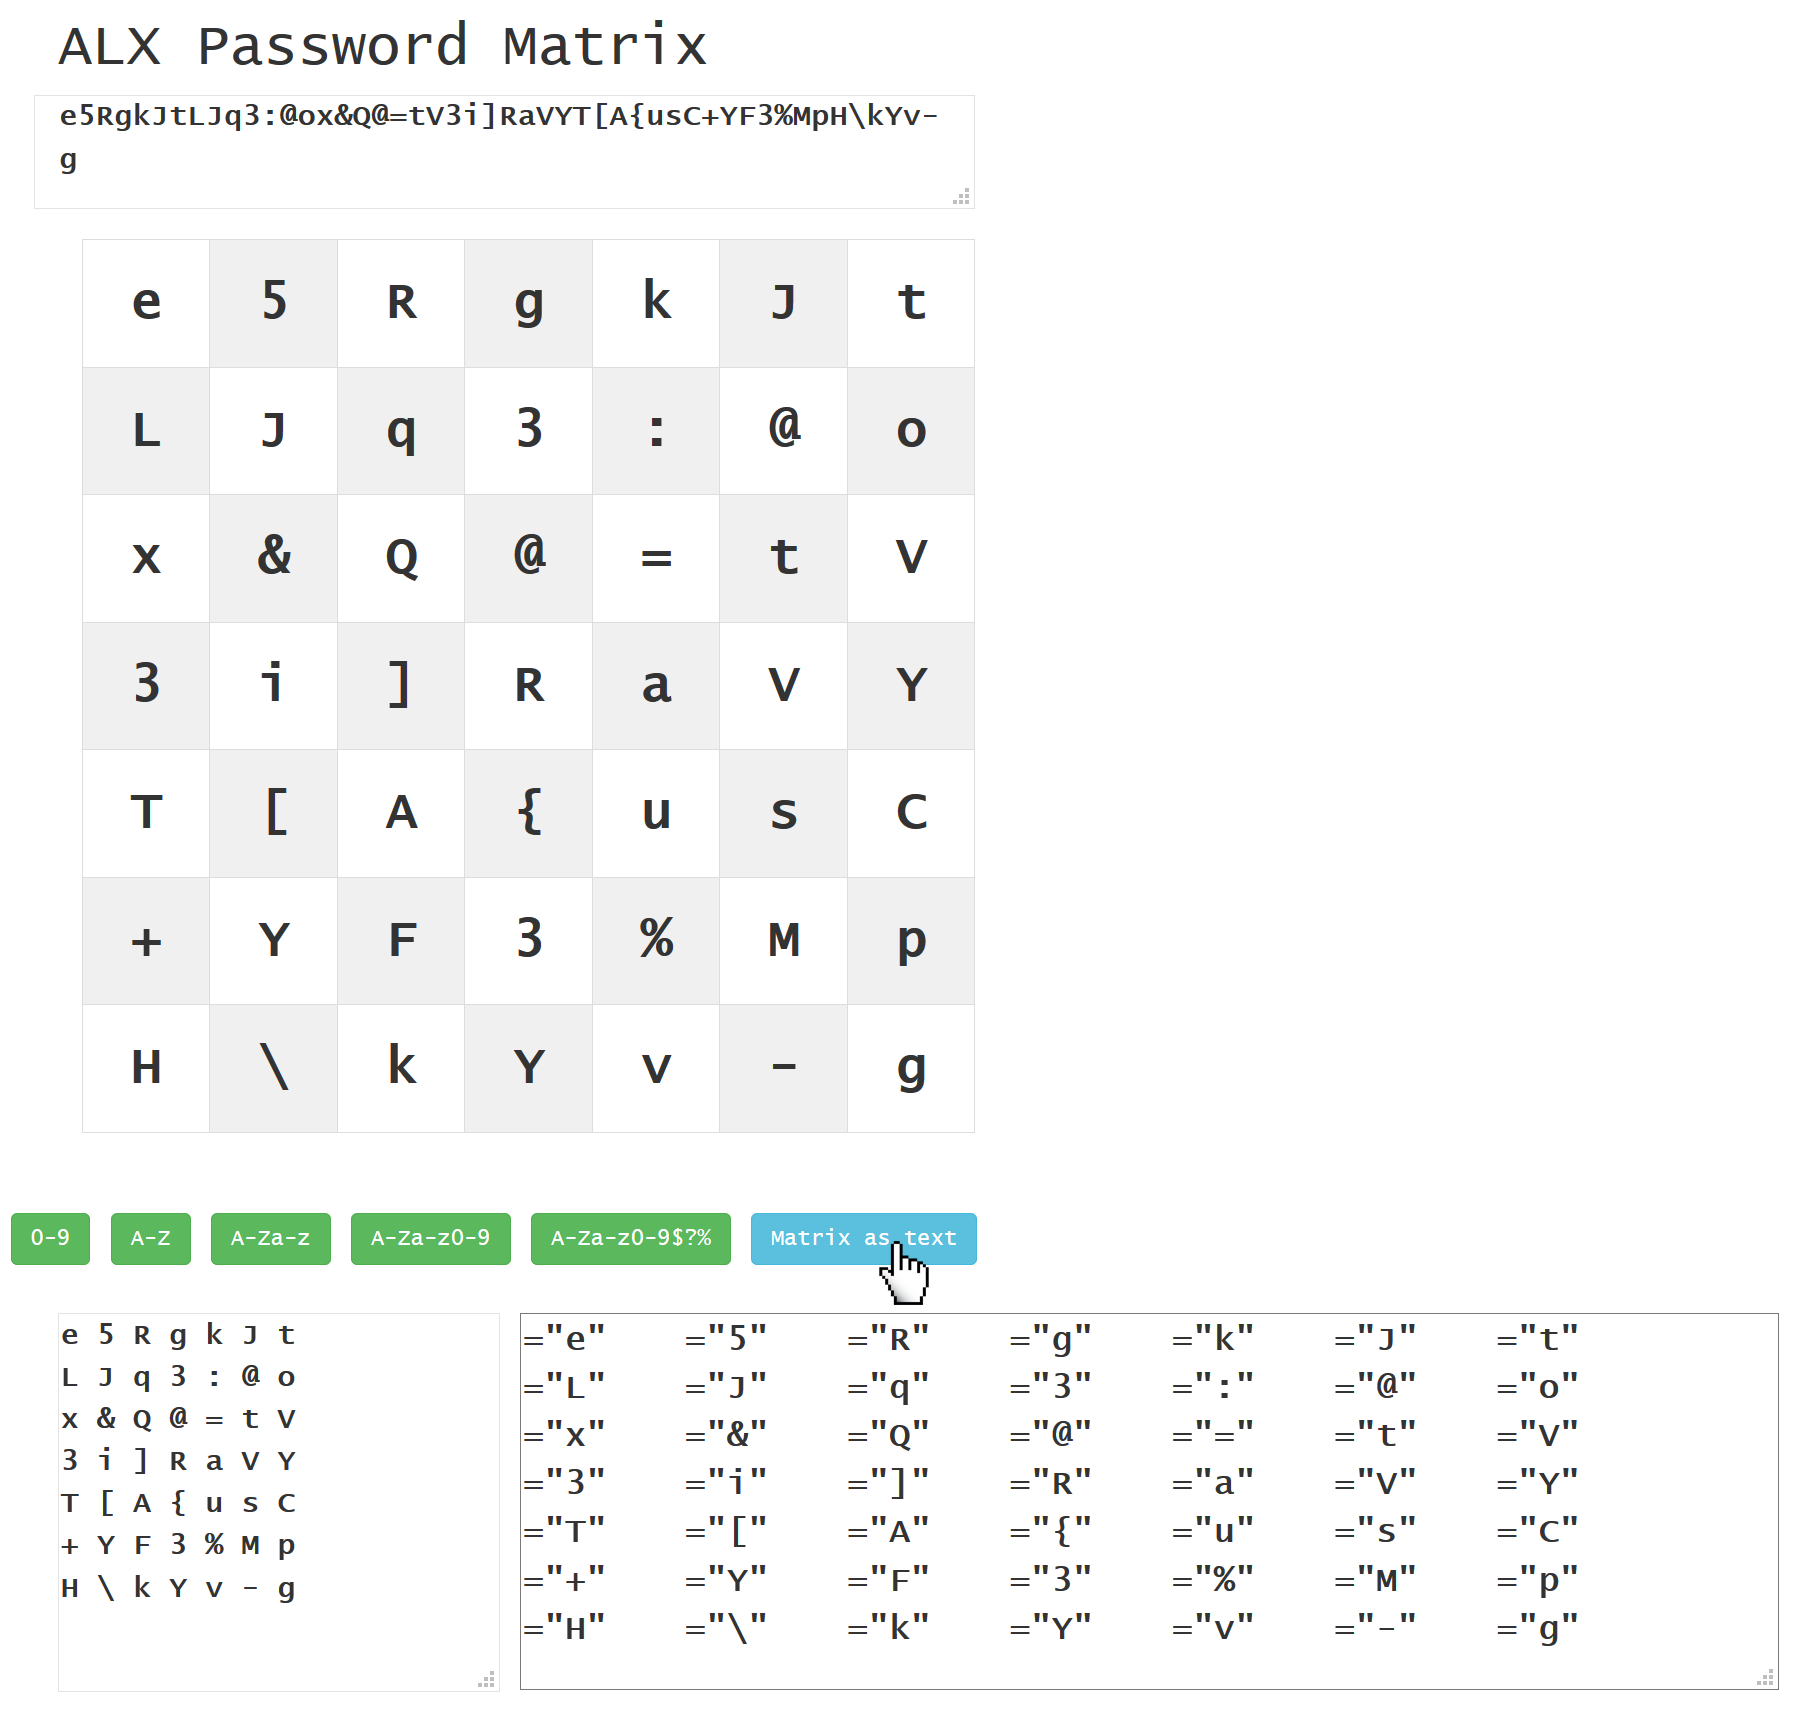 ALX Password Matrix
e5RgkJtLJq3:@ox&Q@=tV3i]RaVYT[A{usC+YF3%MpH\kYv-
g
e 5 R g k J t
L J q 3 : @ o
x & Q @ = t V
3 i ] R a V Y
T [ A { u s C
+ Y F 3 % M p
H \ k Y v - g
0-9 A-Z A-Za-z A-Za-z0-9 A-Za-z0-9$?% Matrix as text
e 5 R g k J t
L J q 3 : @ o
x & Q @ = t V
3 i ] R a V Y
T [ A { u s C
+ Y F 3 % M p
H \ k Y v - g
="e" ="5" ="R" ="g" ="k" ="J" ="t"
="L" ="J" ="q" ="3" =":" ="@" ="o"
="x" ="&" ="Q" ="@" ="=" ="t" ="V"
="3" ="i" ="]" ="R" ="a" ="V" ="Y"
="T" ="[" ="A" ="{" ="u" ="s" ="C"
="+" ="Y" ="F" ="3" ="%" ="M" ="p"
="H" ="\" ="k" ="Y" ="v" ="-" ="g"